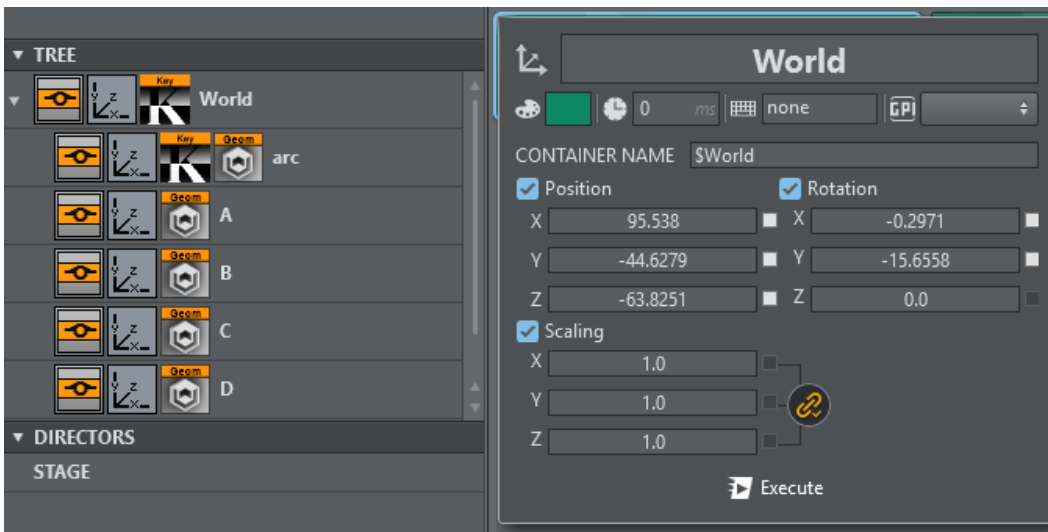 TREE
Key
World
Key Geom
arc
Geom
A
Geom
B
Geom
C
Geom
D
DIRECTORS
STAGE
World
0 ms none GPI
CONTAINER NAME $World
Position Rotation
X 95.538 X -0.2971
Y -44.6279 Y -15.6558
Z -63.8251 Z 0.0
Scaling
X 1.0
Y 1.0
Z 1.0
Execute